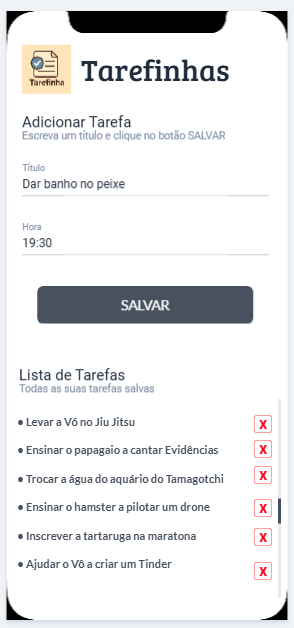 Tarefinha
Tarefinhas
Adicionar Tarefa
Escreva um título e clique no botão SALVAR
Título
Dar banho no peixe
Hora
19:30
SALVAR
Lista de Tarefas
Todas as suas tarefas salvas
• Levar a Vó no Jiu Jitsu X
• Ensinar o papagaio a cantar Evidências X
• Trocar a água do aquário do Tamagotchi X
• Ensinar o hamster a pilotar um drone X
• Inscrever a tartaruga na maratona X
• Ajudar o Vô a criar um Tinder X